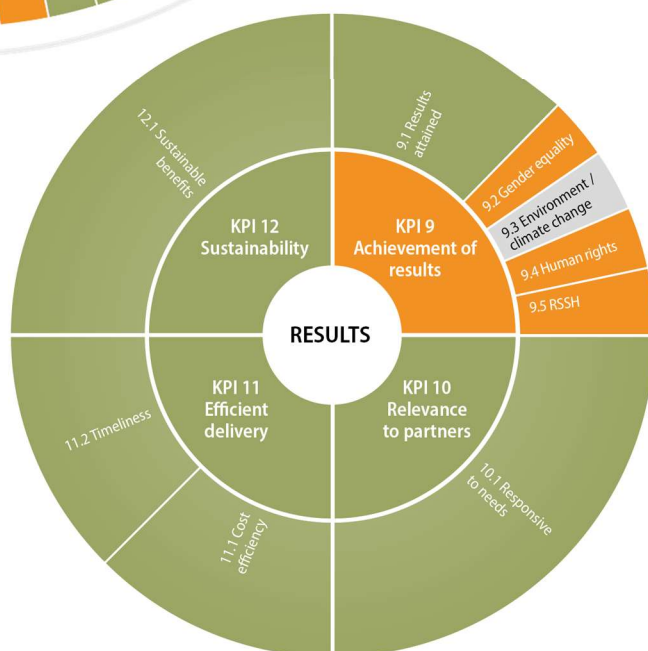 RESULTS
KPI 9
Achievement of
results
9.1 Results
attained
9.2 Gender equality
9.3 Environment /
climate change
9.4 Human rights
9.5 RSSH
KPI 10
Relevance
to partners
10.1 Responsive
to needs
KPI 11
Efficient
delivery
11.1 Cost
efficiency
11.2 Timeliness
KPI 12
Sustainability
12.1 Sustainable
benefits